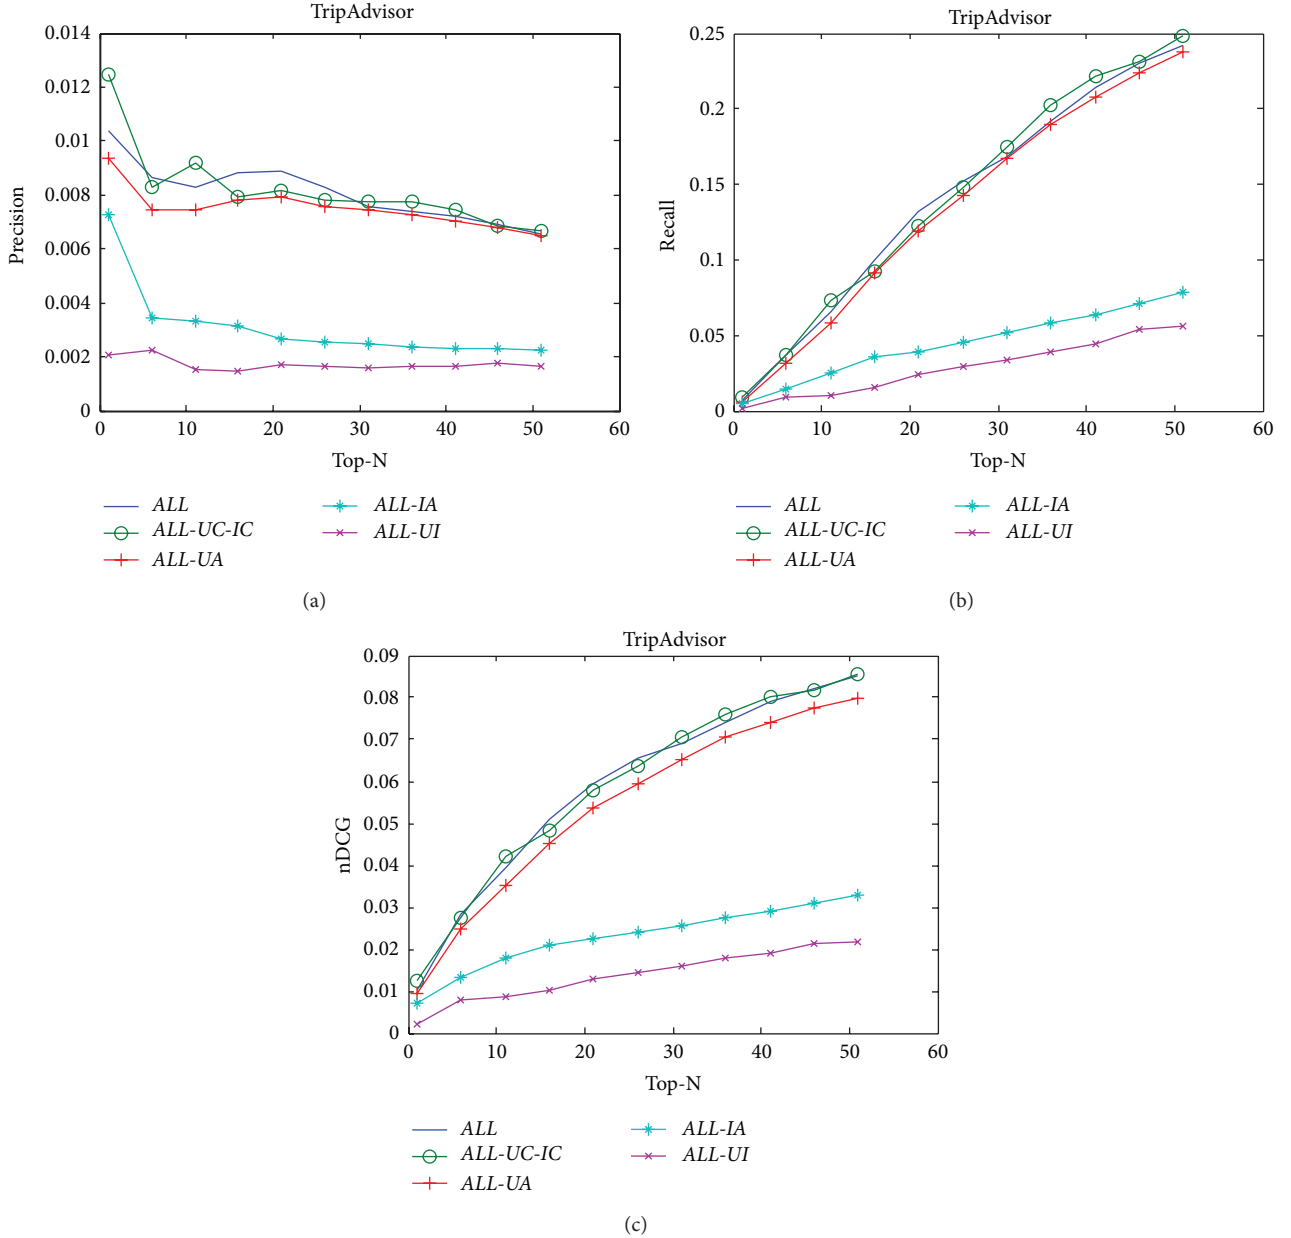 TripAdvisor
0.014
0.012
0.01
0.008
0.006
0.004
0.002
0
Precision
0 10 20 30 40 50 60
Top-N
ALL
ALL-UC-IC
ALL-UA
ALL-IA
ALL-UI
(a)
TripAdvisor
0.25
0.2
0.15
0.1
0.05
0
Recall
0 10 20 30 40 50 60
Top-N
ALL
ALL-UC-IC
ALL-UA
ALL-IA
ALL-UI
(b)
TripAdvisor
0.09
0.08
0.07
0.06
0.05
0.04
0.03
0.02
0.01
0
nDCG
0 10 20 30 40 50 60
Top-N
ALL
ALL-UC-IC
ALL-UA
ALL-IA
ALL-UI
(c)